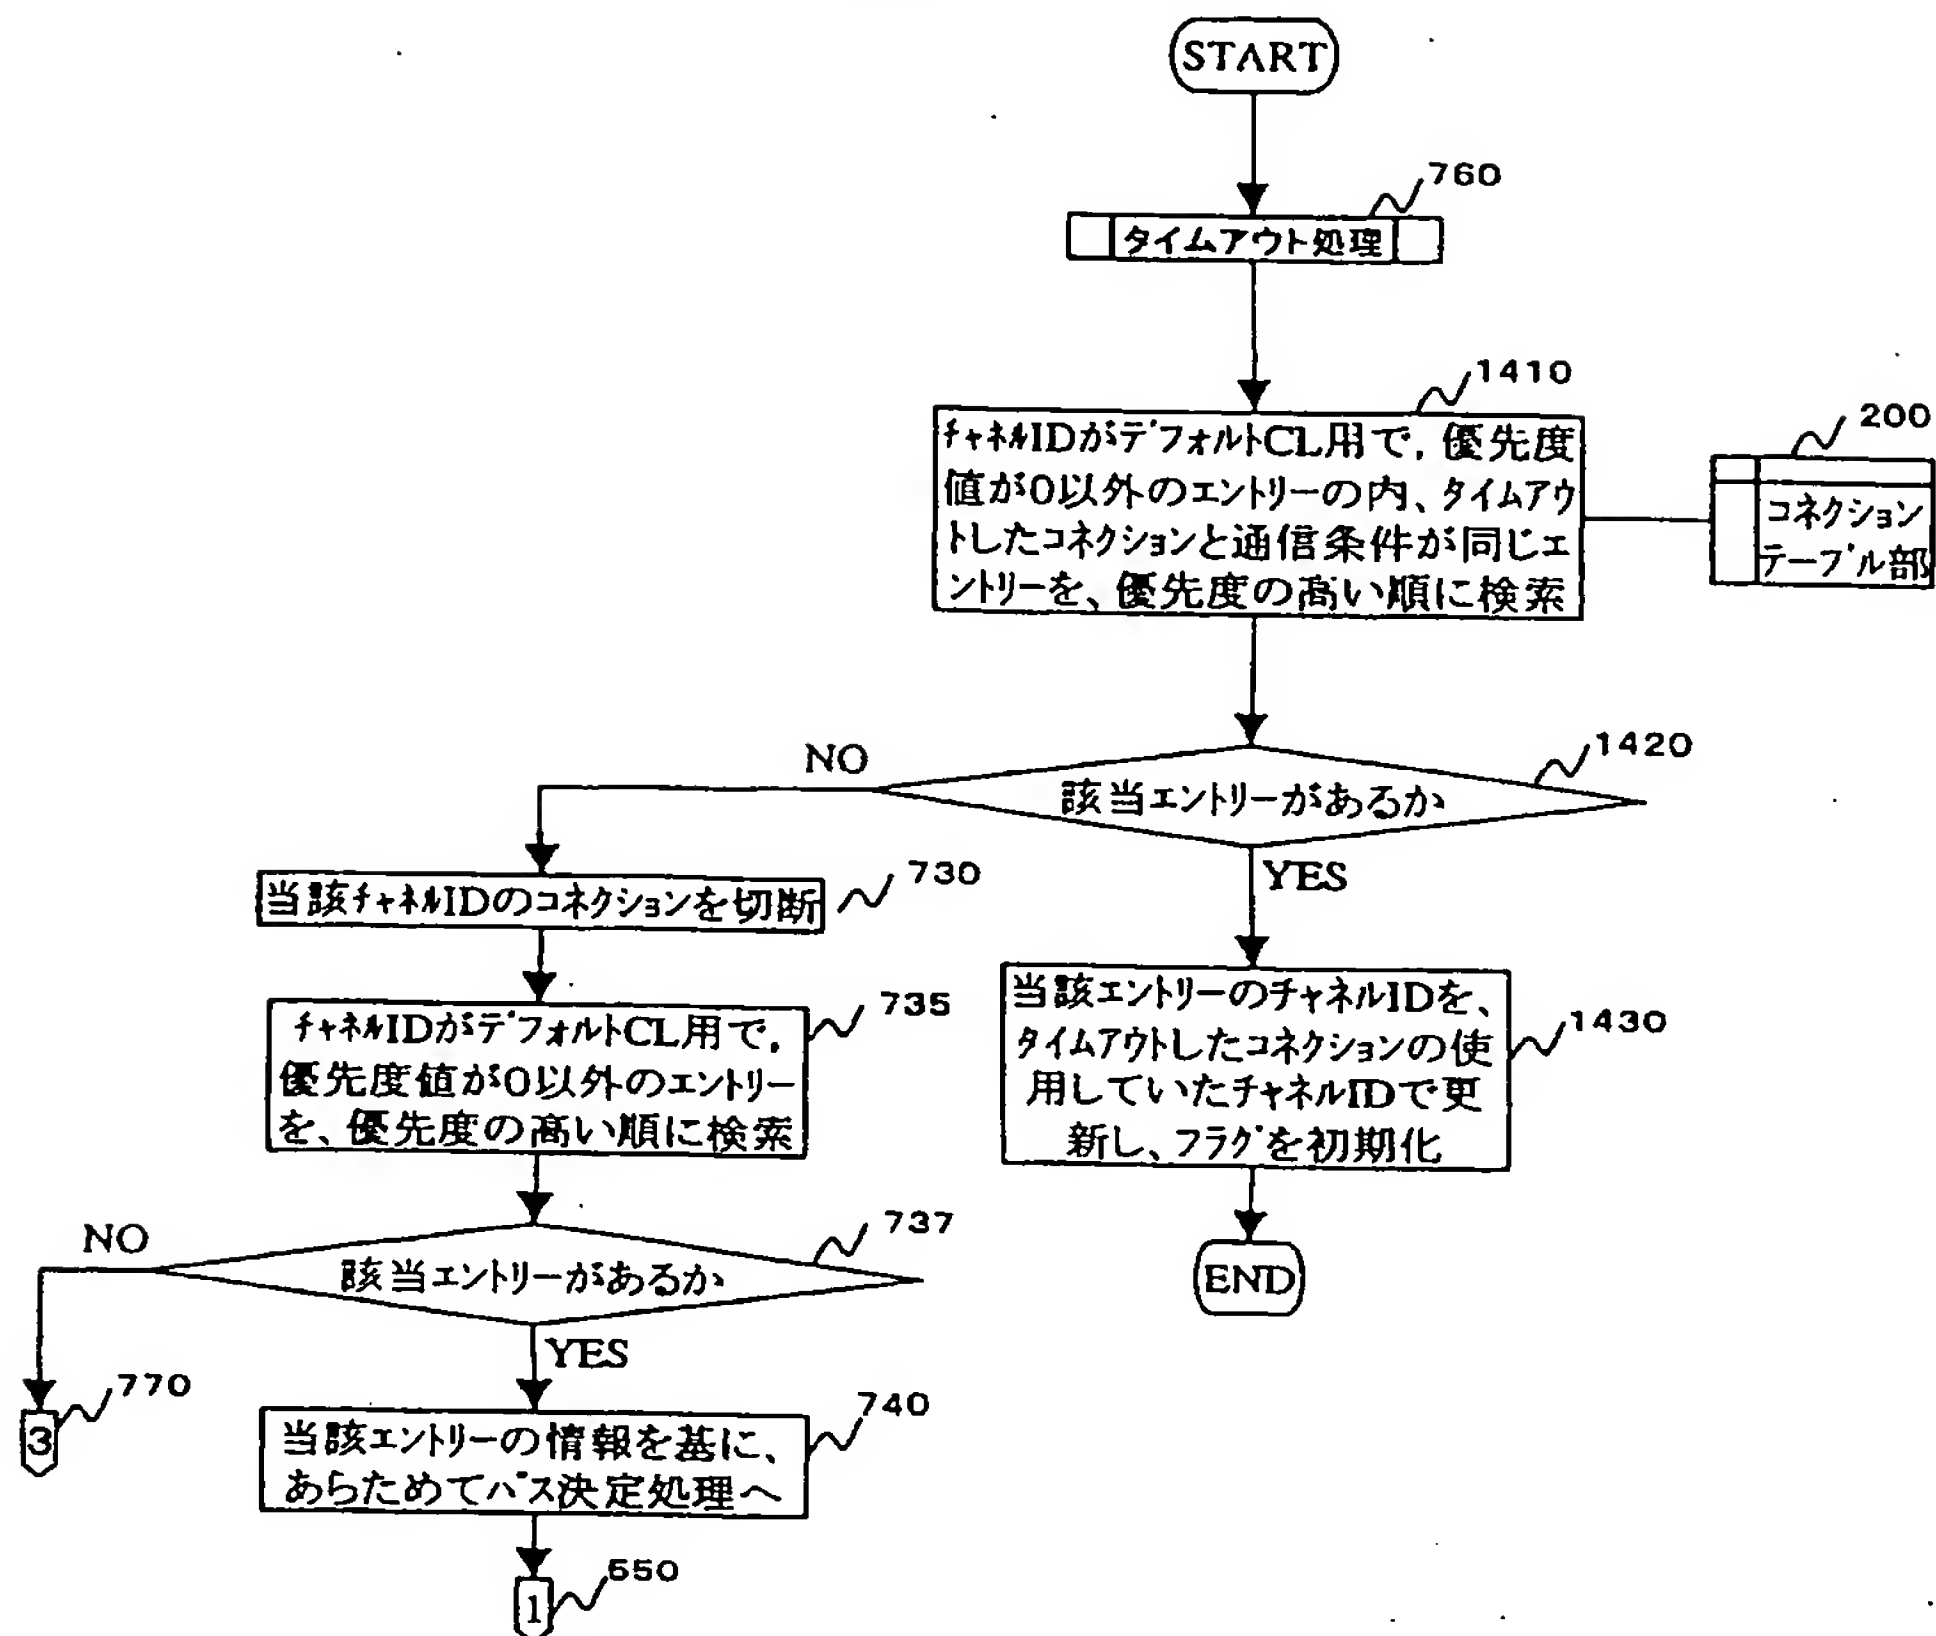 START
760
タイムアウト処理
1410
チャネルIDがデフォルトCL用で,優先度
値が0以外のエントリーの内、タイムアウ
トしたコネクションと通信条件が同じエ
ントリーを、優先度の高い順に検索
200
コネクション
テーブル部
NO
1420
該当エントリーがあるか
YES
730
当該チャネルIDのコネクションを切断
735
チャネルIDがデフォルトCL用で,
優先度値が0以外のエントリー
を、優先度の高い順に検索
当該エントリーのチャネルIDを、
タイムアウトしたコネクションの使
用していたチャネルIDで更
新し、フラグを初期化
1430
NO
737
該当エントリーがあるか
END
YES
770
3
740
当該エントリーの情報を基に、
あらためてパス決定処理へ
550
1